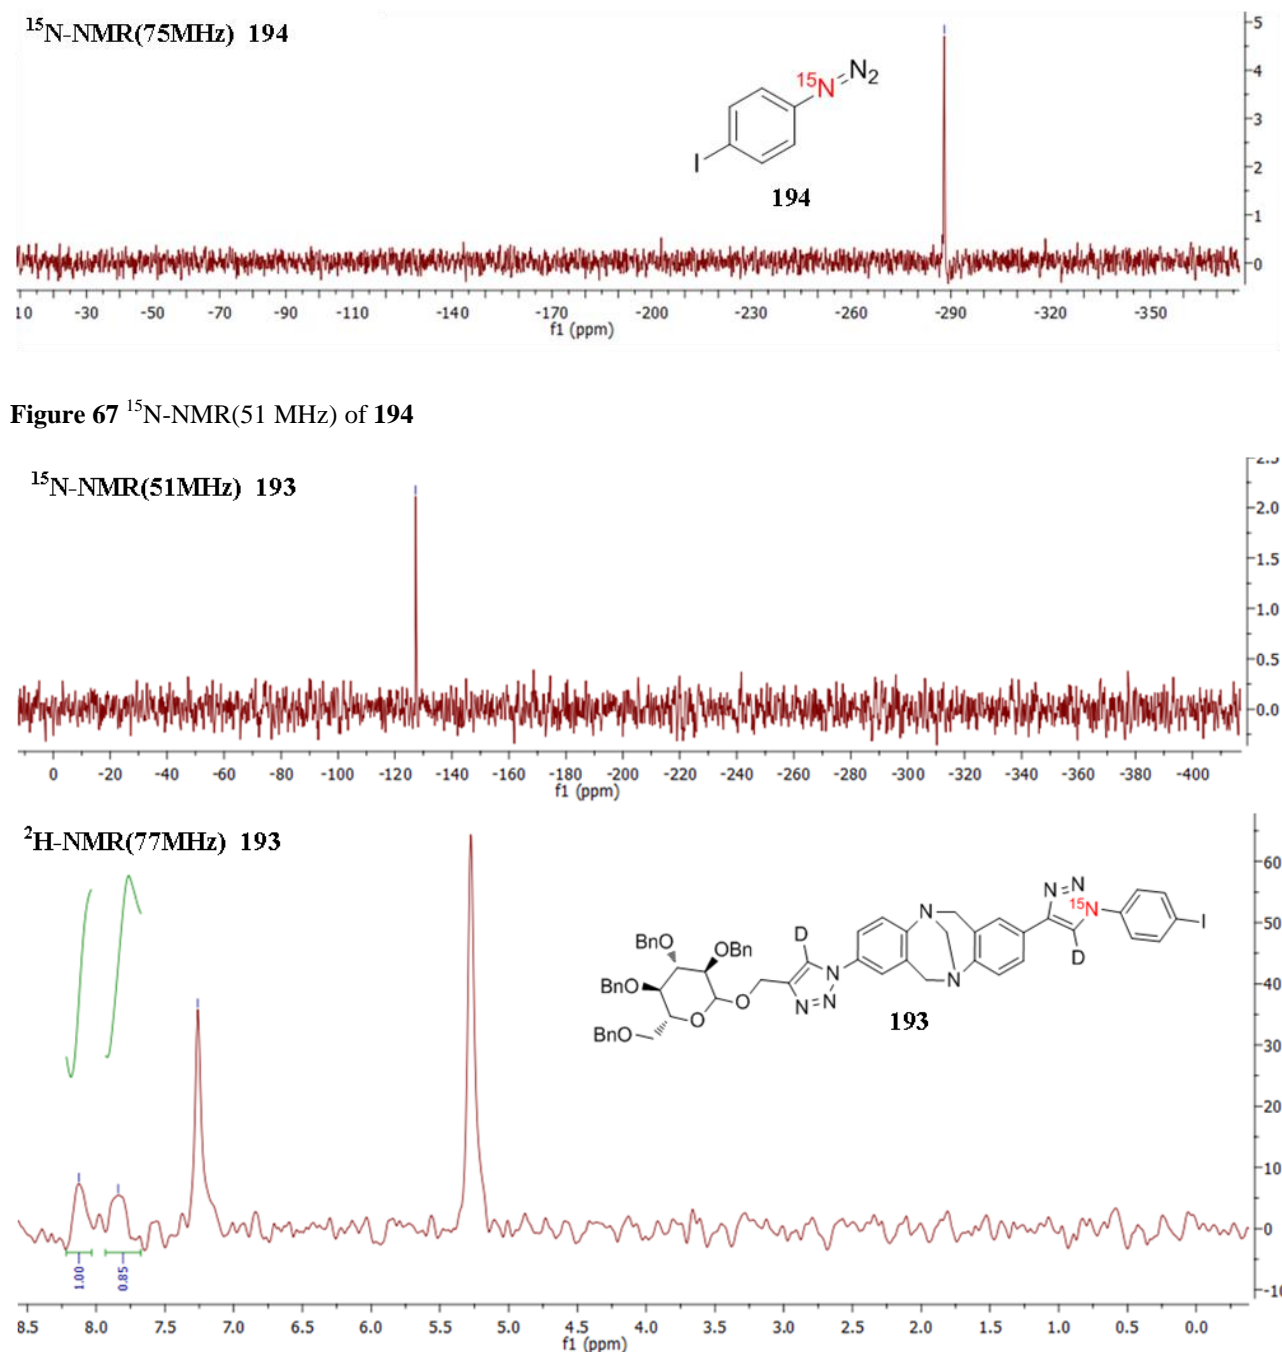 ¹⁵N-NMR(75MHz) 194
5
4
3
2
1
0
¹⁵N
N₂
I
194
10 -30 -50 -70 -90 -110 -140 -170 -200 -230 -260 -290 -320 -350
f1 (ppm)
Figure 67 ¹⁵N-NMR(51 MHz) of 194
¹⁵N-NMR(51MHz) 193
2.5
2.0
1.5
1.0
0.5
0.0
0 -20 -40 -60 -80 -100 -120 -140 -160 -180 -200 -220 -240 -260 -280 -300 -320 -340 -360 -380 -400
f1 (ppm)
²H-NMR(77MHz) 193
60
50
40
30
20
10
0
-10
N=N
¹⁵N
I
D
N
N
D
N
N=N
BnO
OBn
BnO
O
O
BnO
193
1.00
0.85
8.5 8.0 7.5 7.0 6.5 6.0 5.5 5.0 4.5 4.0 3.5 3.0 2.5 2.0 1.5 1.0 0.5 0.0
f1 (ppm)